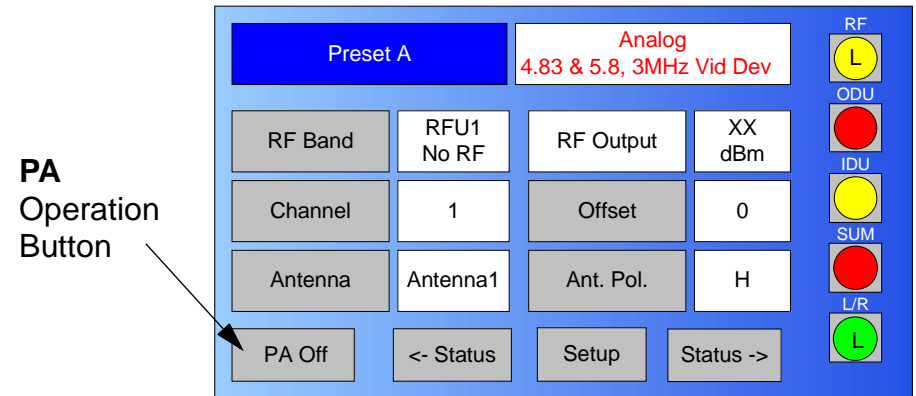 PA
Operation
Button
Preset A
Analog
4.83 & 5.8, 3MHz Vid Dev
RF Band
RFU1
No RF
RF Output
XX
dBm
Channel
1
Offset
0
Antenna
Antenna1
Ant. Pol.
H
PA Off
<- Status
Setup
Status ->
RF
L
ODU
IDU
SUM
L/R
L